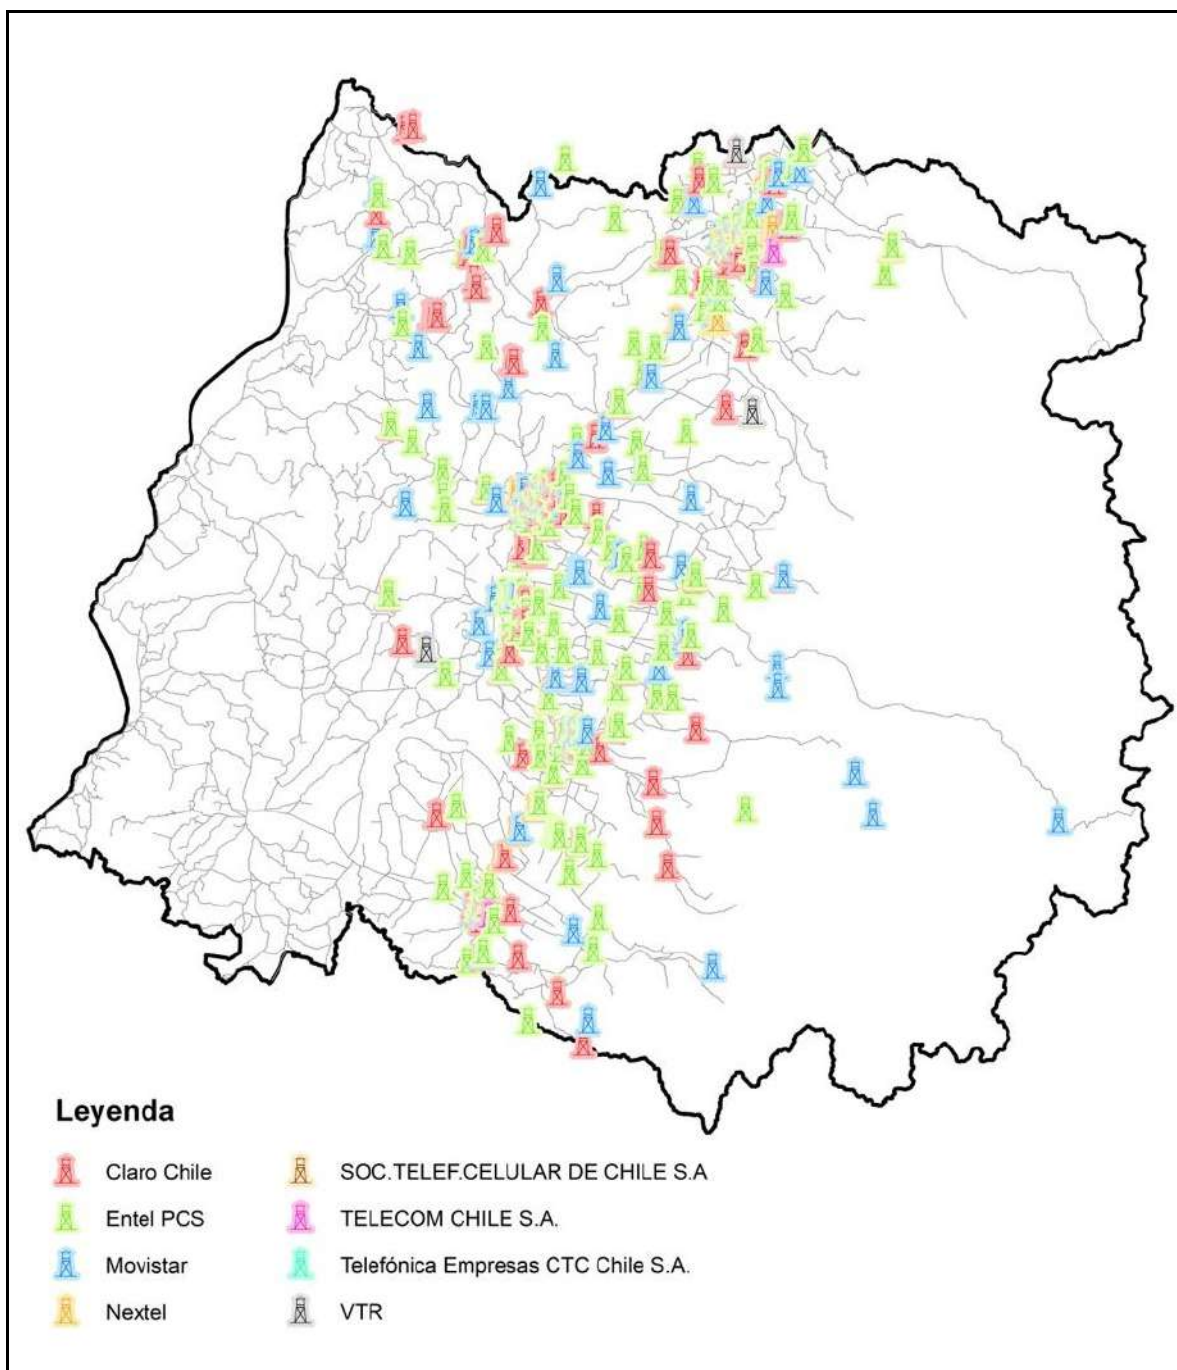 Leyenda
Claro Chile
Entel PCS
Movistar
Nextel
SOC.TELEF.CELULAR DE CHILE S.A
TELECOM CHILE S.A.
Telefónica Empresas CTC Chile S.A.
VTR